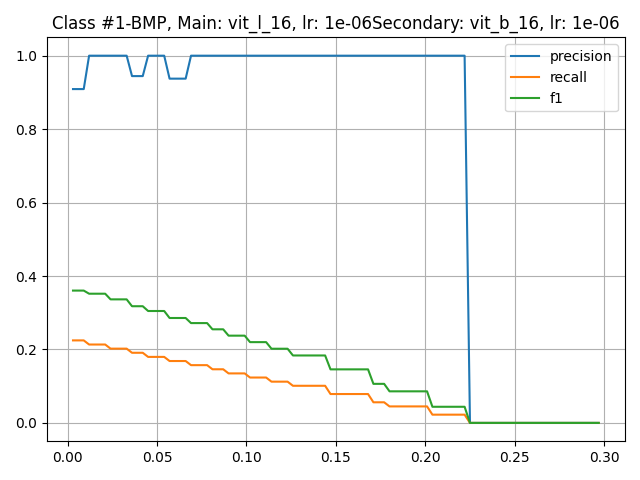 Class #1-BMP, Main: vit_l_16, lr: 1e-06Secondary: vit_b_16, lr: 1e-06
precision
recall
f1
1.0
0.8
0.6
0.4
0.2
0.0
0.00 0.05 0.10 0.15 0.20 0.25 0.30